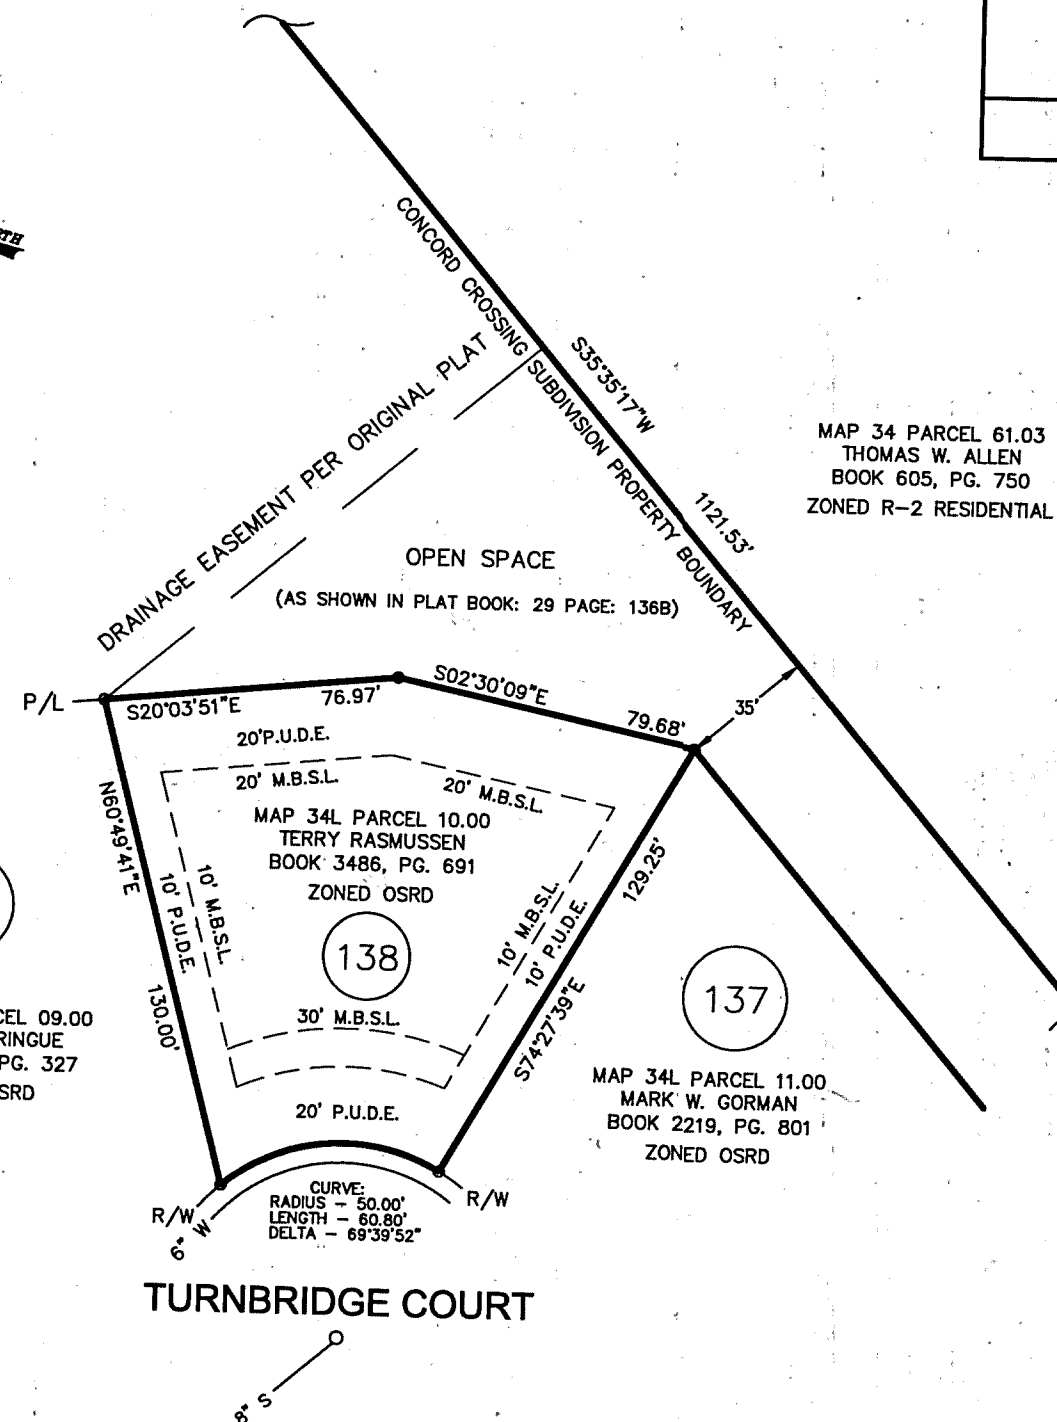 CONCORD CROSSING SUBDIVISION PROPERTY BOUNDARY
S35°35'17"W
1121.53'
DRAINAGE EASEMENT PER ORIGINAL PLAT
MAP 34 PARCEL 61.03
THOMAS W. ALLEN
BOOK 605, PG. 750
ZONED R-2 RESIDENTIAL
OPEN SPACE
(AS SHOWN IN PLAT BOOK: 29 PAGE: 136B)
P/L
S20°03'51"E
76.97'
S02°30'09"E
79.68'
35'
20'P.U.D.E.
20' M.B.S.L.
20' M.B.S.L.
MAP 34L PARCEL 10.00
TERRY RASMUSSEN
BOOK 3486, PG. 691
ZONED OSRD
138
N60°49'41"E
130.00'
10' P.U.D.E.
10' M.B.S.L.
10' M.B.S.L.
10' P.U.D.E.
129.25'
S74°27'39"E
30' M.B.S.L.
20' P.U.D.E.
137
MAP 34L PARCEL 11.00
MARK W. GORMAN
BOOK 2219, PG. 801
ZONED OSRD
CEL 09.00
RINGUE
PG. 327
SRD
CURVE:
RADIUS - 50.00'
LENGTH - 60.80'
DELTA - 69°39'52"
R/W
R/W
6" W
TURNBRIDGE COURT
8" S